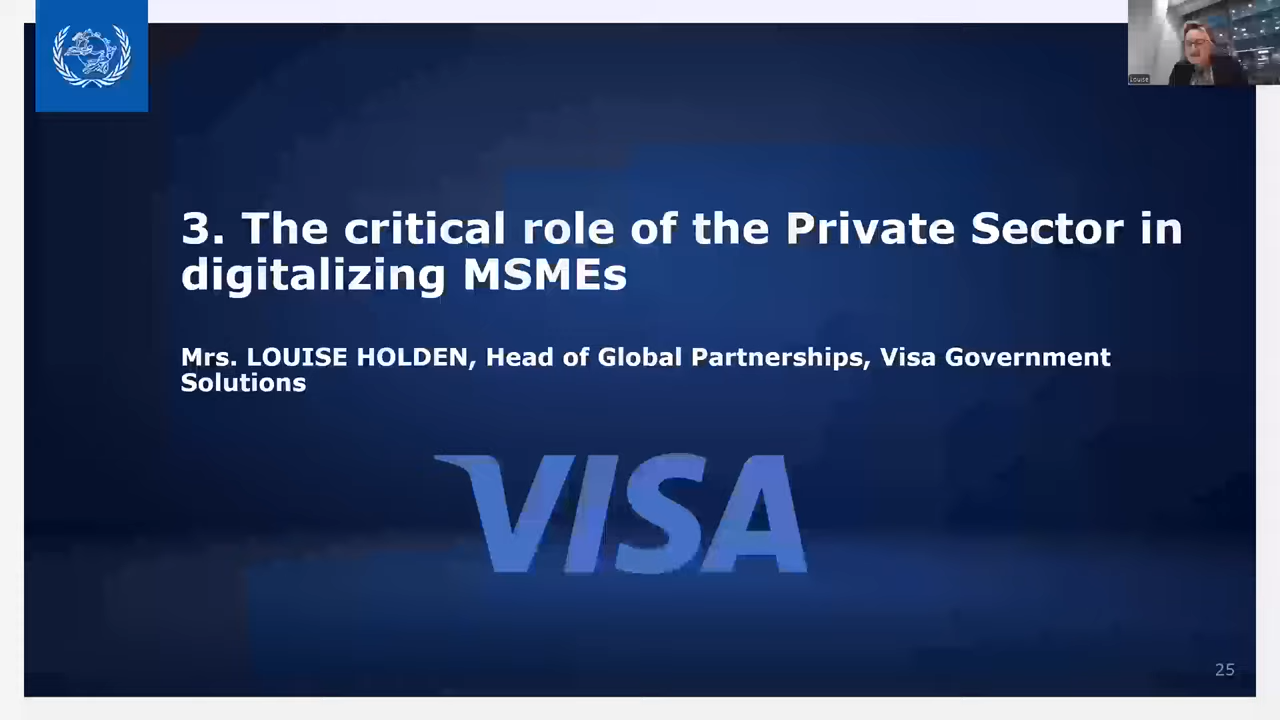 Louise
3. The critical role of the Private Sector in
digitalizing MSMEs
Mrs. LOUISE HOLDEN, Head of Global Partnerships, Visa Government
Solutions
VISA
25